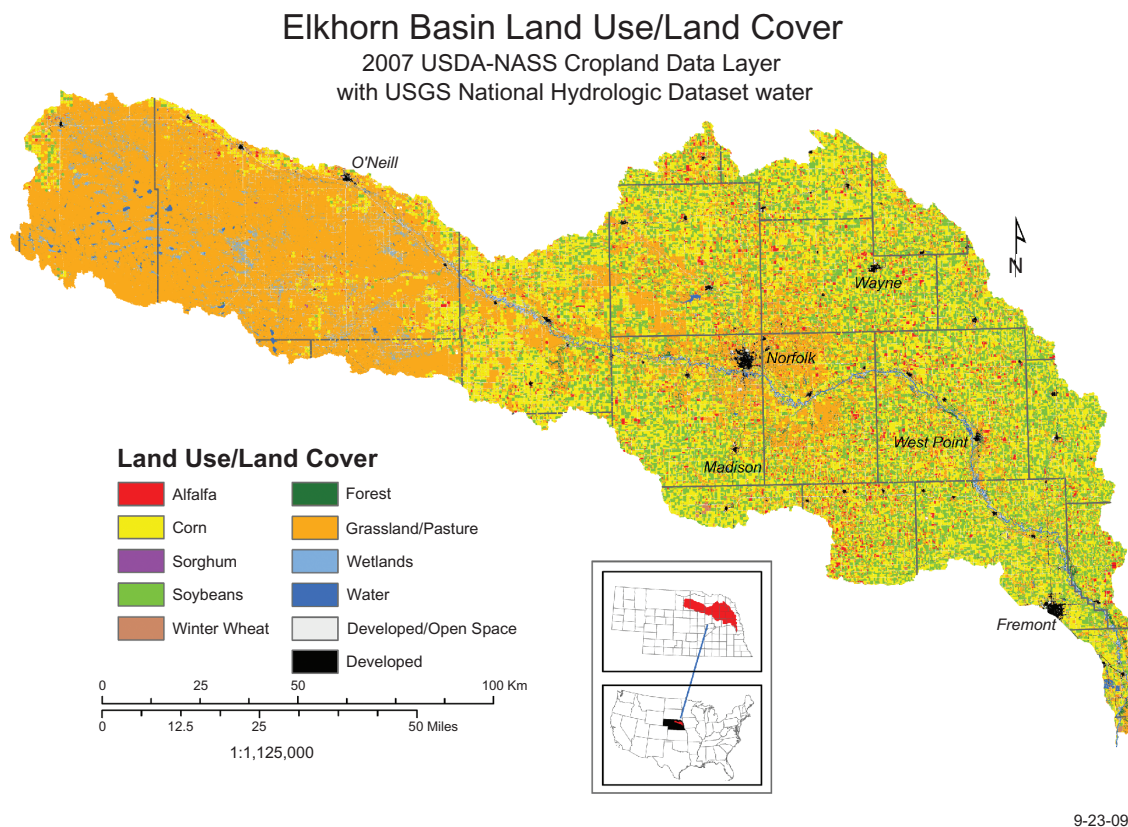 Elkhorn Basin Land Use/Land Cover
2007 USDA-NASS Cropland Data Layer
with USGS National Hydrologic Dataset water
O'Neill
N
Wayne
Norfolk
West Point
Madison
Fremont
Land Use/Land Cover
Alfalfa
Corn
Sorghum
Soybeans
Winter Wheat
Forest
Grassland/Pasture
Wetlands
Water
Developed/Open Space
Developed
0 25 50 100 Km
0 12.5 25 50 Miles
1:1,125,000
9-23-09